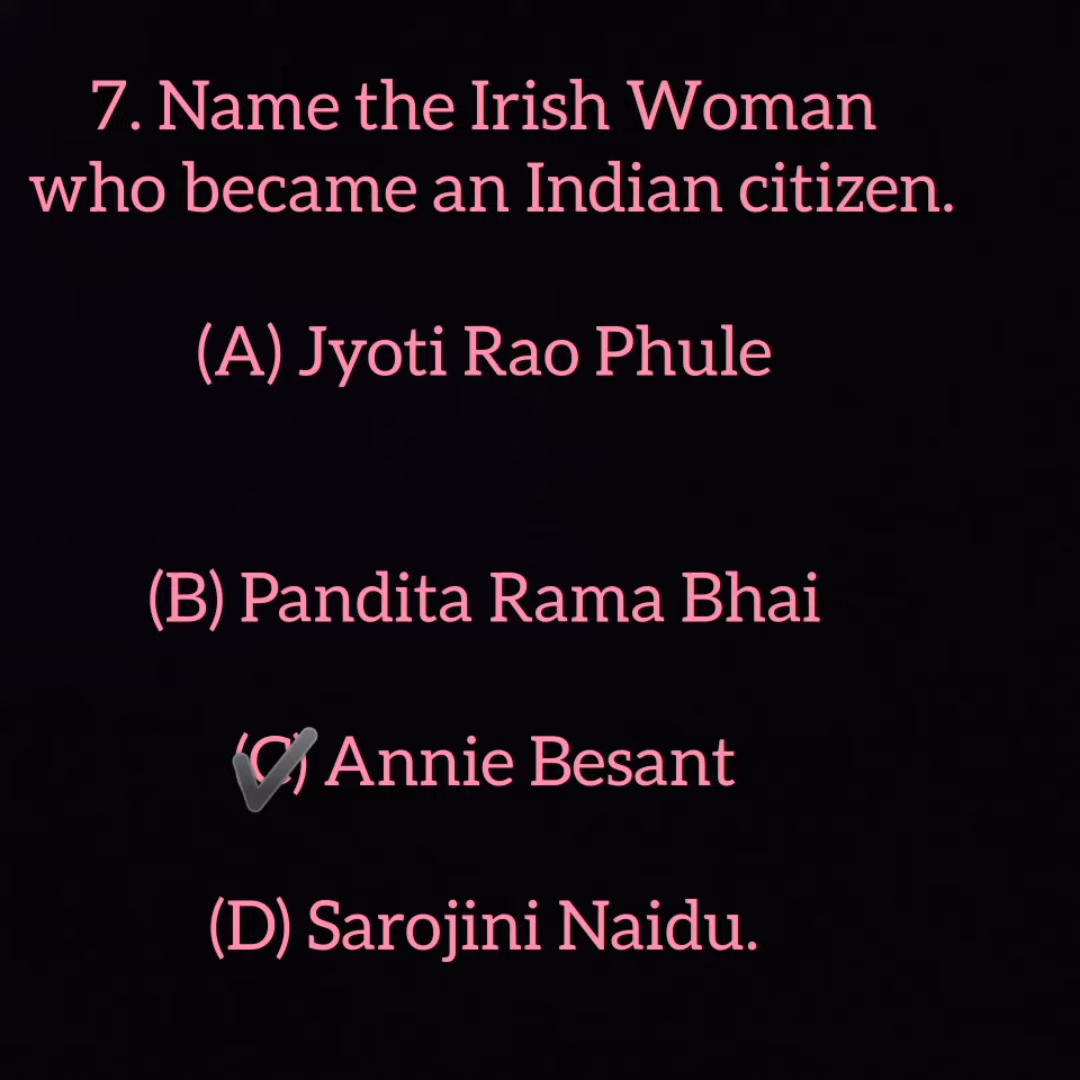 7. Name the Irish Woman
who became an Indian citizen.
(A) Jyoti Rao Phule
(B) Pandita Rama Bhai
(C) Annie Besant
(D) Sarojini Naidu.